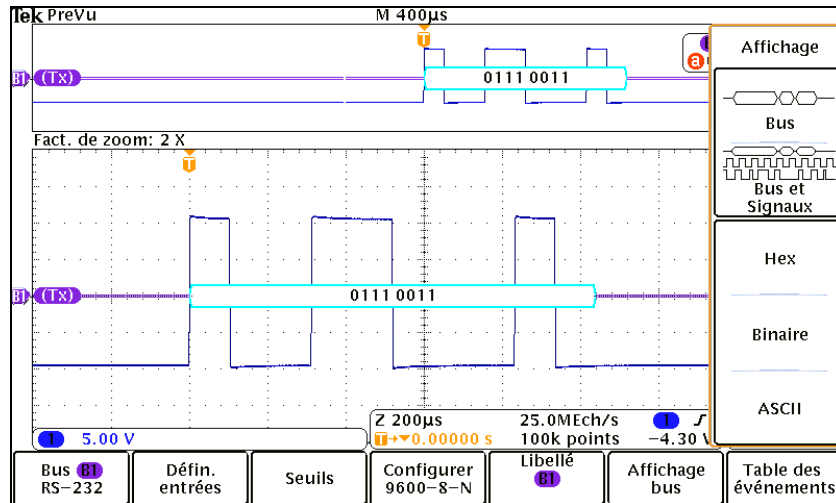 Tek PreVu M 400µs
T
B1 (Tx) 0111 0011
a
Fact. de zoom: 2 X
T
B1 (Tx) 0111 0011
Z 200µs 25.0MEch/s 1
T→▼0.00000 s 100k points −4.30 V
1 5.00 V
Affichage
Bus
Bus et
Signaux
Hex
Binaire
ASCII
Bus B1
RS−232
Défin.
entrées
Seuils
Configurer
9600−8−N
Libellé
B1
Affichage
bus
Table des
événements